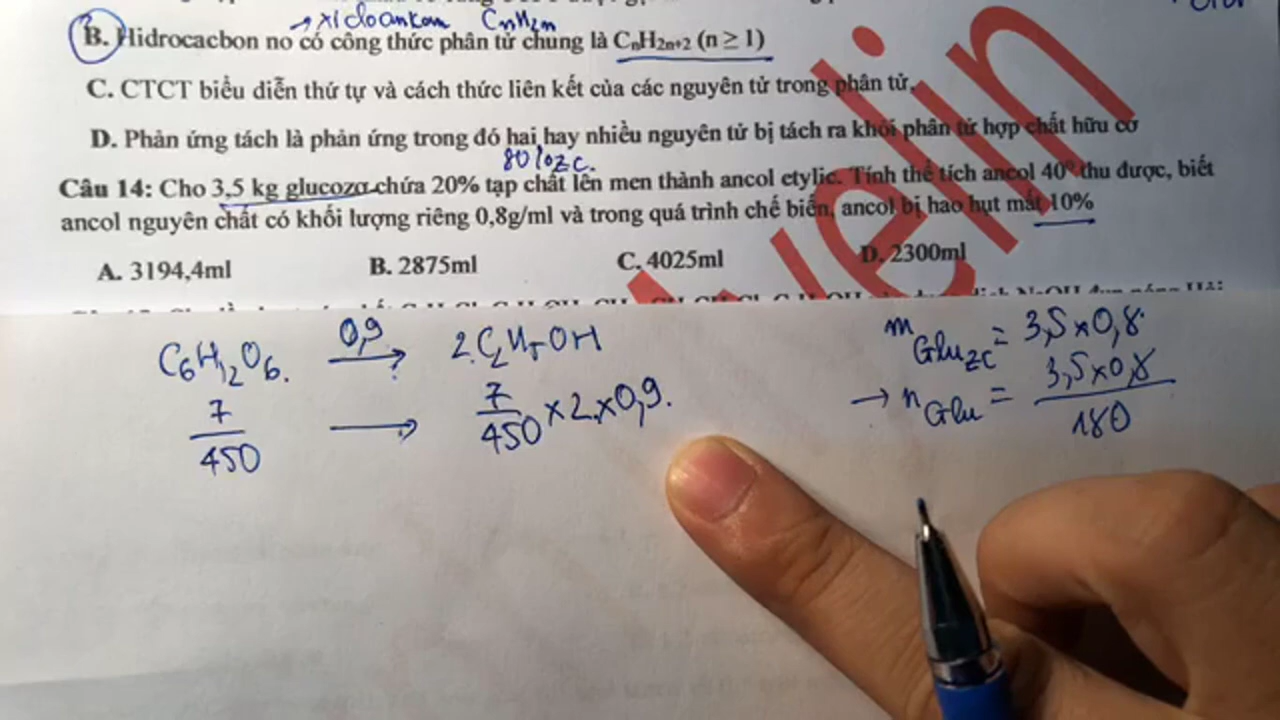 → xicloankan CnH2n
B. Hidrocacbon no có công thức phân tử chung là CnH2n+2 (n ≥ 1)
C. CTCT biểu diễn thứ tự và cách thức liên kết của các nguyên tử trong phân tử.
D. Phản ứng tách là phản ứng trong đó hai hay nhiều nguyên tử bị tách ra khỏi phân tử hợp chất hữu cơ
80% zc.
Câu 14: Cho 3,5 kg glucozơ chứa 20% tạp chất lên men thành ancol etylic. Tính thể tích ancol 40⁰ thu được, biết
ancol nguyên chất có khối lượng riêng 0,8g/ml và trong quá trình chế biến, ancol bị hao hụt mất 10%
A. 3194,4ml B. 2875ml C. 4025ml D. 2300ml
C6H12O6. 0,9 → 2.C2H5OH
7/450 → 7/450 × 2 × 0,9.
mGluzc = 3,5 × 0,8
→ nGlu = 3,5 × 0,8 / 180
velin